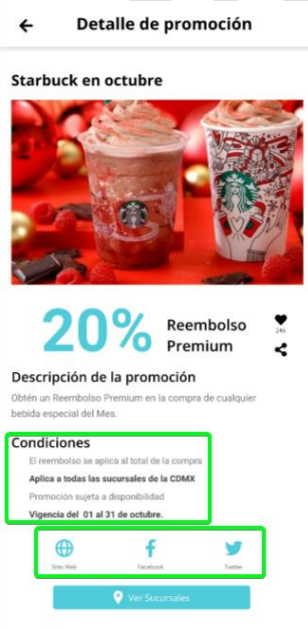 Detalle de promoción
Starbuck en octubre
20%
Reembolso
Premium
246
Descripción de la promoción
Obtén un Reembolso Premium en la compra de cualquier
bebida especial del Mes.
Condiciones
El reembolso se aplica al total de la compra
Aplica a todas las sucursales de la CDMX
Promoción sujeta a disponibilidad
Vigencia del 01 al 31 de octubre.
Sitio Web Facebook Twitter
Ver Sucursales